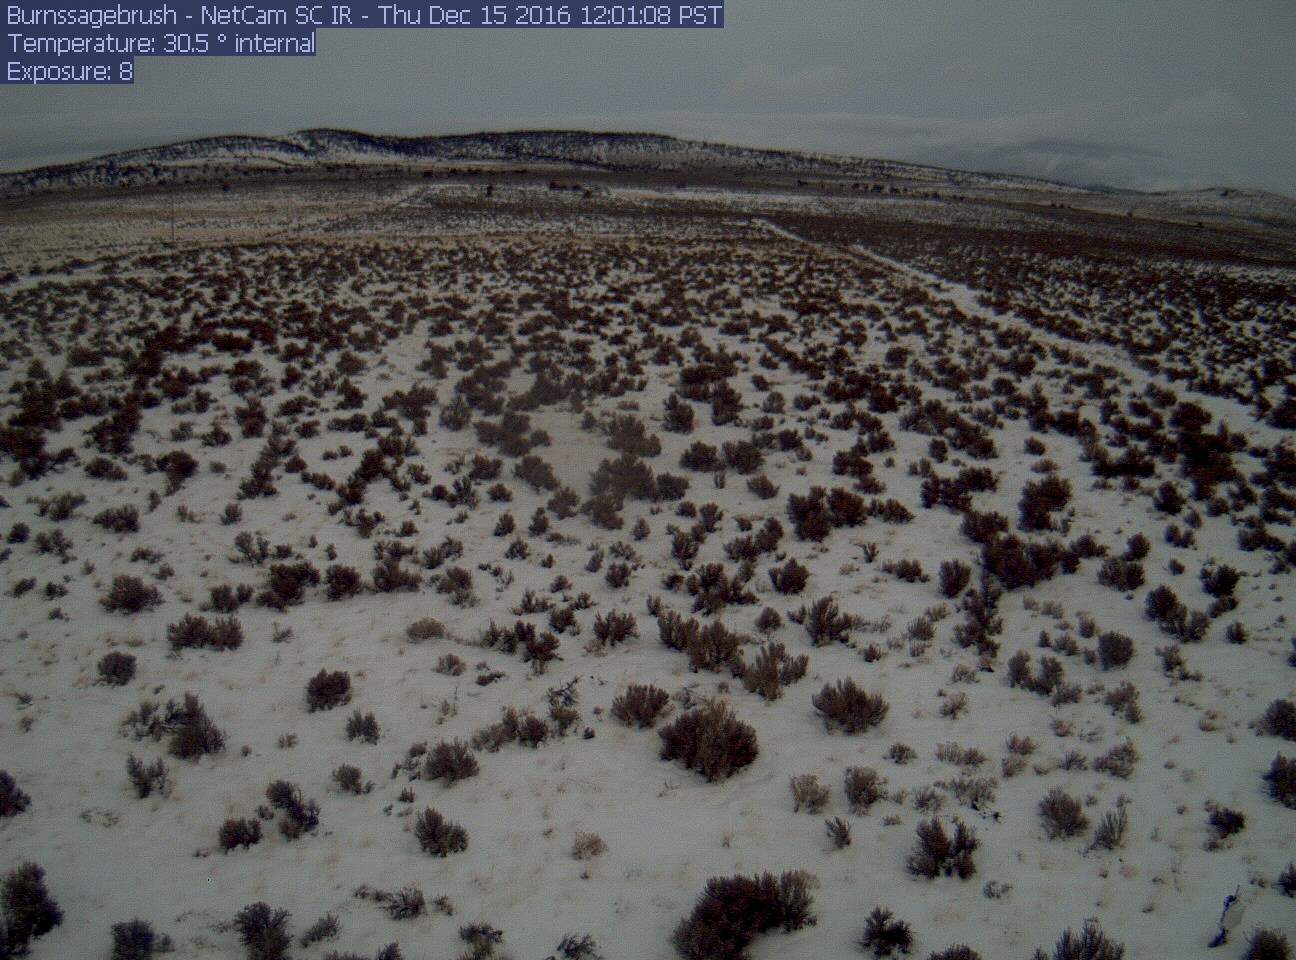 Burnssagebrush - NetCam SC IR - Thu Dec 15 2016 12:01:08 PST
Temperature: 30.5 ° internal
Exposure: 8